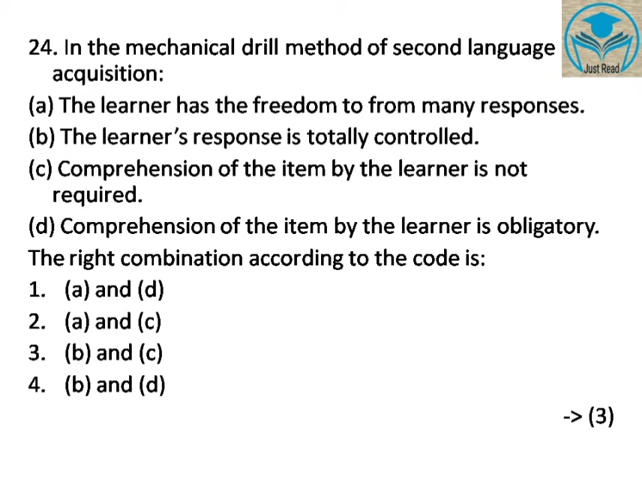 24. In the mechanical drill method of second language
acquisition:
(a) The learner has the freedom to from many responses.
(b) The learner's response is totally controlled.
(c) Comprehension of the item by the learner is not
required.
(d) Comprehension of the item by the learner is obligatory.
The right combination according to the code is:
1. (a) and (d)
2. (a) and (c)
3. (b) and (c)
4. (b) and (d)
-> (3)
Just Read